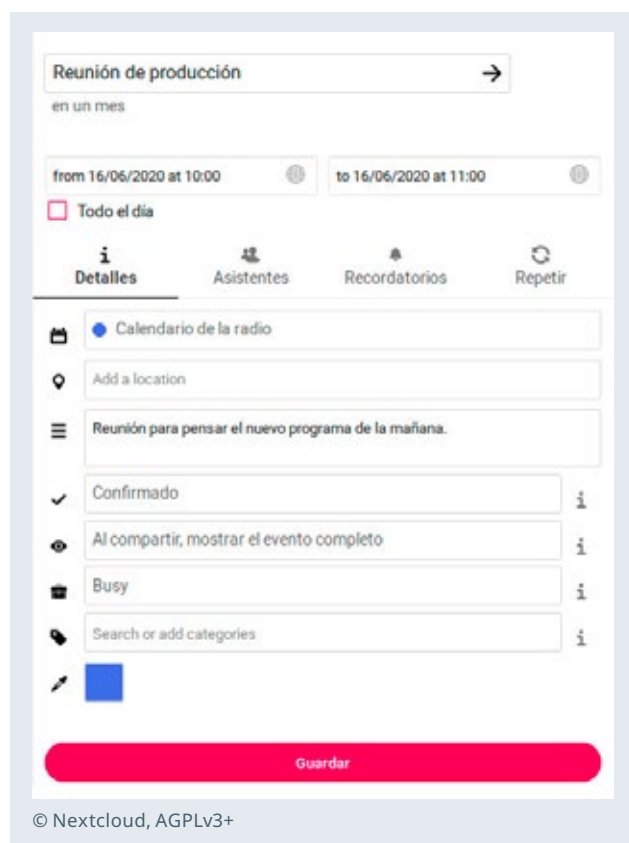 Reunión de producción
en un mes
from 16/06/2020 at 10:00 to 16/06/2020 at 11:00
Todo el día
Detalles Asistentes Recordatorios Repetir
Calendario de la radio
Add a location
Reunión para pensar el nuevo programa de la mañana.
Confirmado
Al compartir, mostrar el evento completo
Busy
Search or add categories
Guardar
© Nextcloud, AGPLv3+